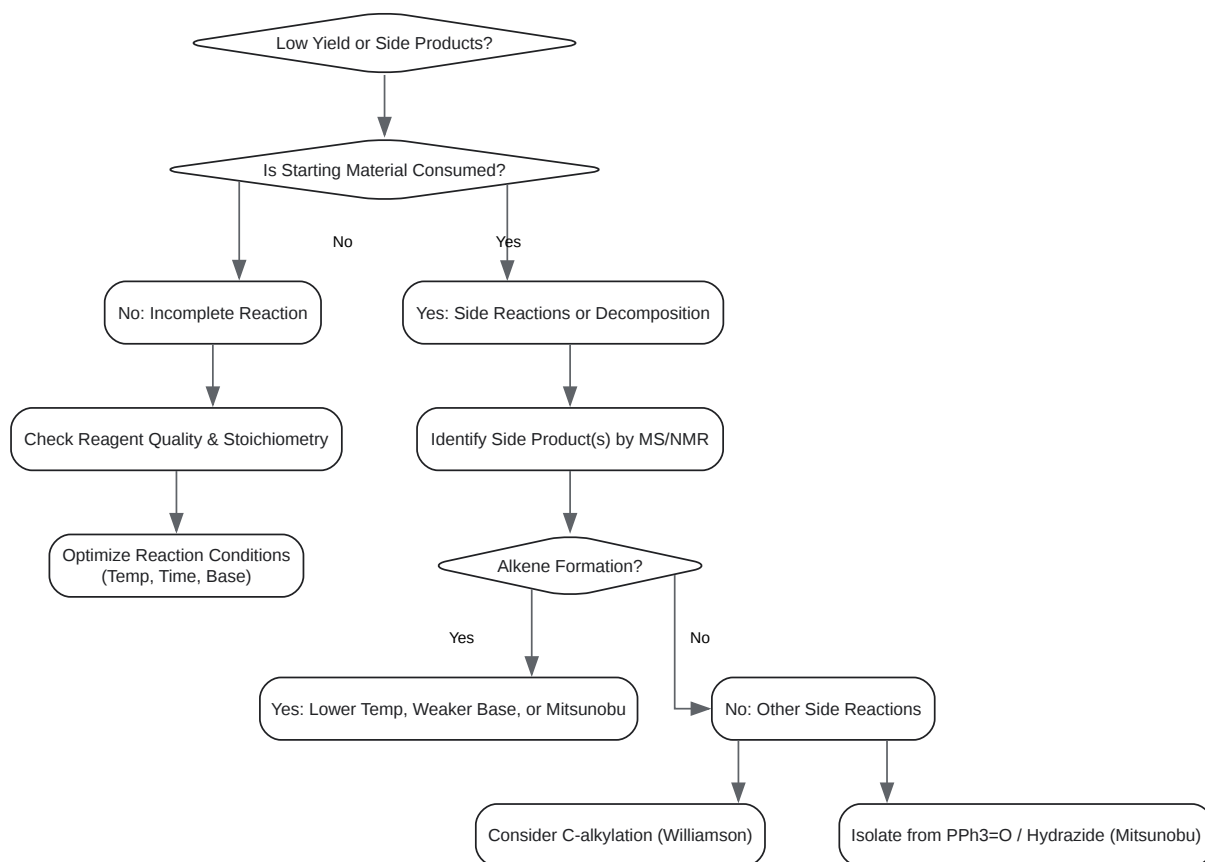 Low Yield or Side Products?
Is Starting Material Consumed?
No
Yes
No: Incomplete Reaction
Yes: Side Reactions or Decomposition
Check Reagent Quality & Stoichiometry
Identify Side Product(s) by MS/NMR
Optimize Reaction Conditions
(Temp, Time, Base)
Alkene Formation?
Yes
No
Yes: Lower Temp, Weaker Base, or Mitsunobu
No: Other Side Reactions
Consider C-alkylation (Williamson)
Isolate from PPh3=O / Hydrazide (Mitsunobu)